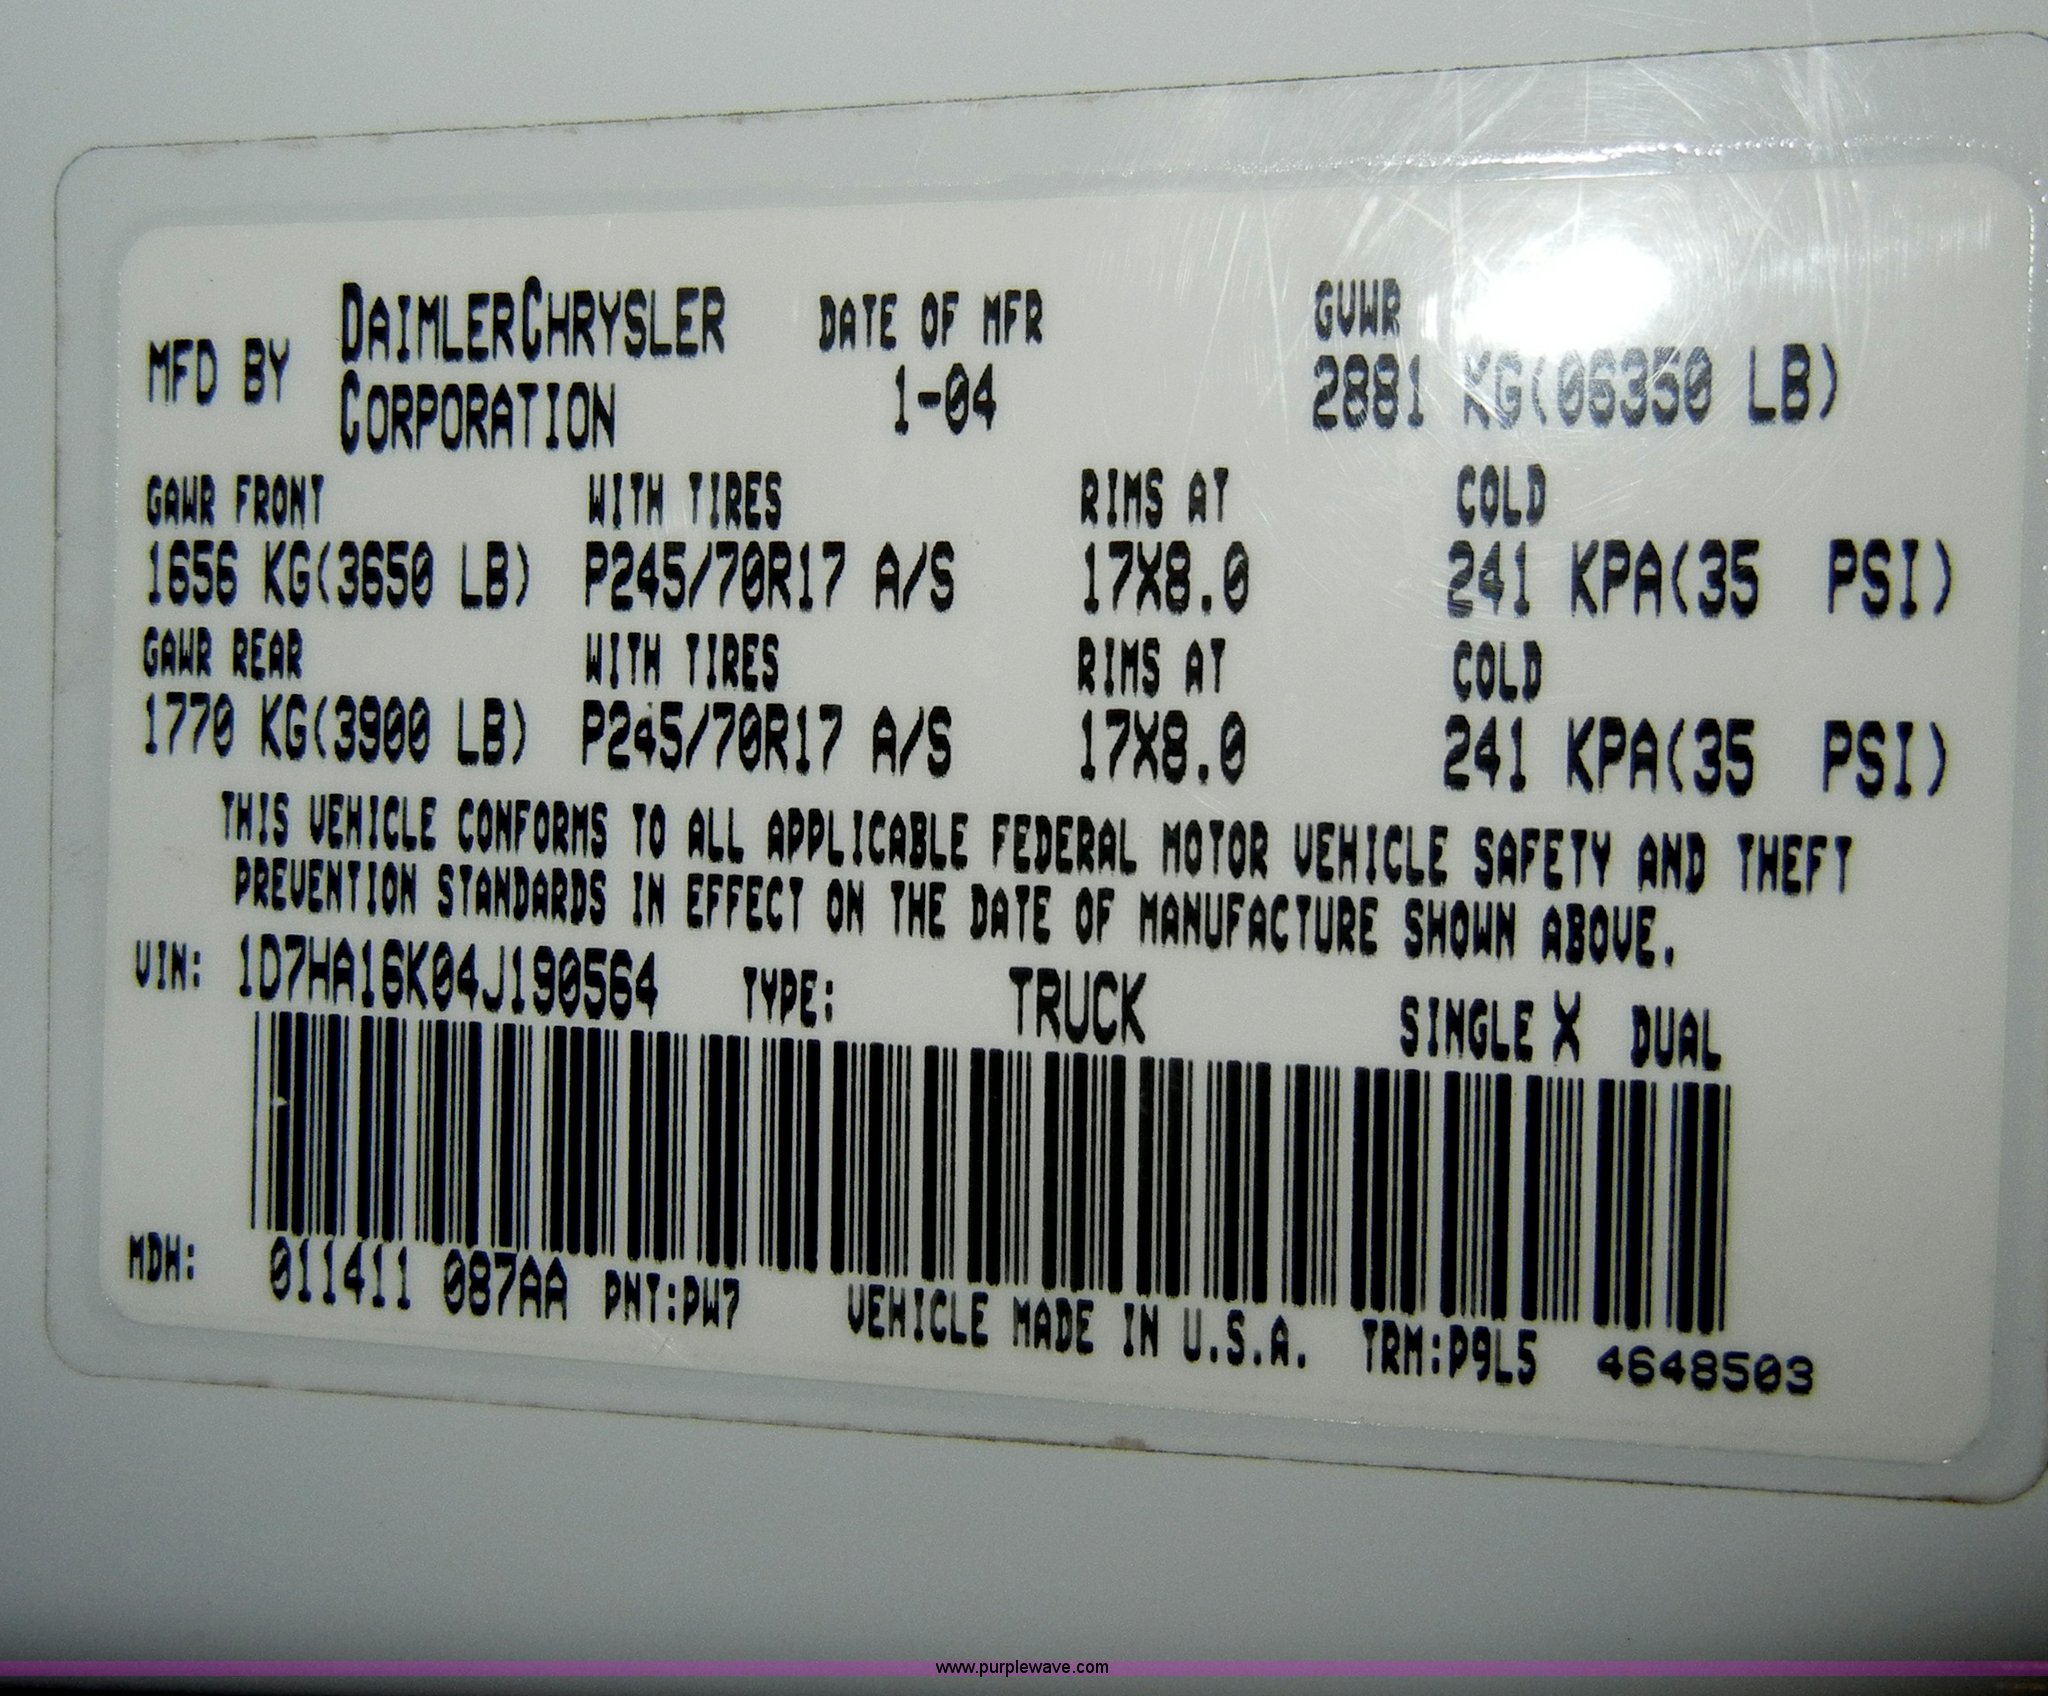 MFD BY DAIMLERCHRYSLER CORPORATION
DATE OF MFR
1-04
GVWR
2881 KG(06350 LB)
GAWR FRONT WITH TIRES RIMS AT COLD
1656 KG(3650 LB) P245/70R17 A/S 17X8.0 241 KPA(35 PSI)
GAWR REAR WITH TIRES RIMS AT COLD
1770 KG(3900 LB) P245/70R17 A/S 17X8.0 241 KPA(35 PSI)
THIS VEHICLE CONFORMS TO ALL APPLICABLE FEDERAL MOTOR VEHICLE SAFETY AND THEFT
PREVENTION STANDARDS IN EFFECT ON THE DATE OF MANUFACTURE SHOWN ABOVE.
VIN: 1D7HA16K04J190564 TYPE: TRUCK SINGLE X DUAL
MDH: 011411 087AA PNT:PW7 VEHICLE MADE IN U.S.A. TRM:P9L5 4648503
www.purplewave.com